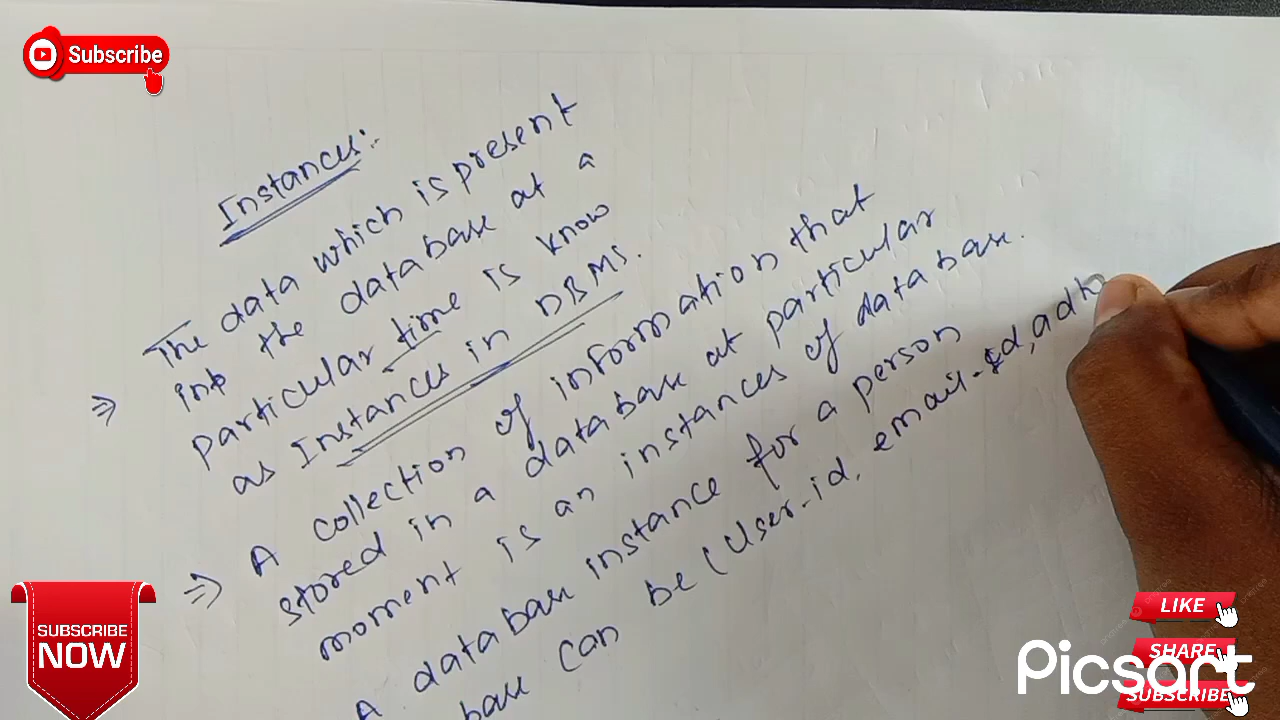 Subscribe
Instances:
⇒ The data which is present
into the database at a
particular time is know
as Instances in DBMS.
⇒ A collection of information that
stored in a database at particular
moment is an instances of database.
A database instance for a person
base can be (User-id, email-id, ad
SUBSCRIBE
NOW
LIKE
SHARE
SUBSCRIBE
Picsart